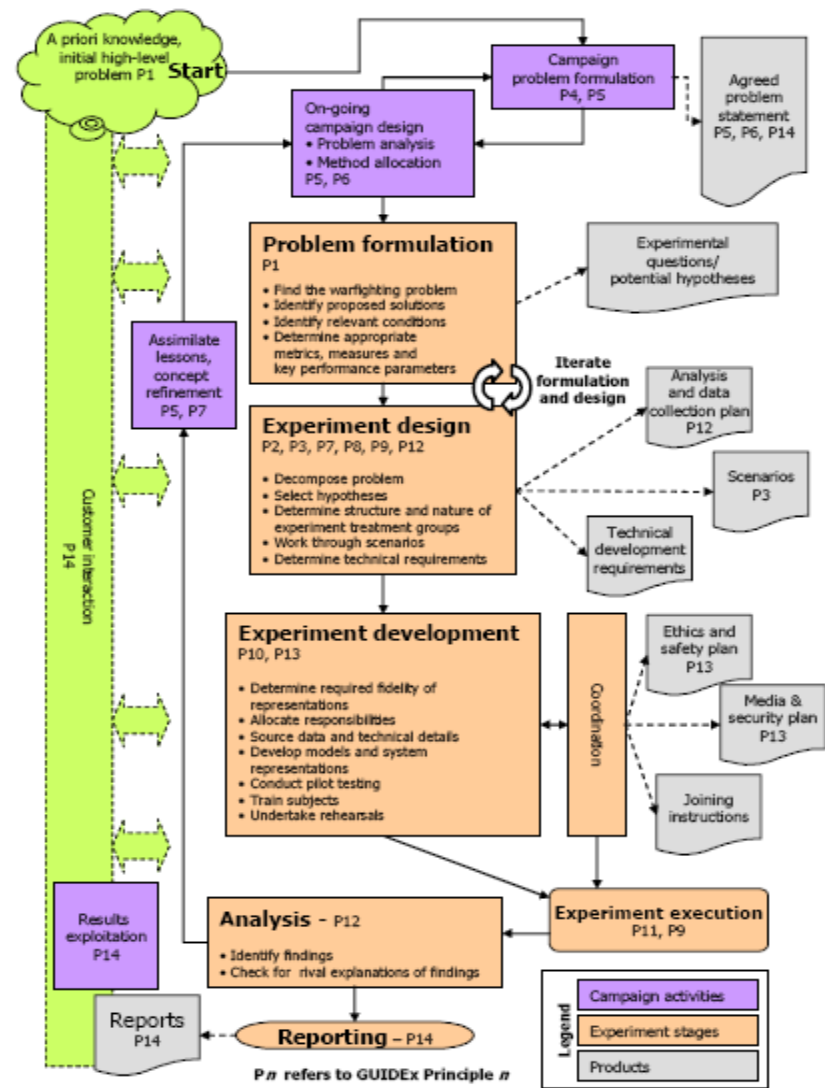 A priori knowledge,
initial high-level
problem P1
Start
Campaign
problem formulation
P4, P5
Agreed
problem
statement
P5, P6, P14
On-going
campaign design
• Problem analysis
• Method allocation
P5, P6
Problem formulation
P1
• Find the warfighting problem
• Identify proposed solutions
• Identify relevant conditions
• Determine appropriate
metrics, measures and
key performance parameters
Experimental
questions/
potential hypotheses
Assimilate
lessons,
concept
refinement
P5, P7
Iterate
formulation
and design
Analysis
and data
collection plan
P12
Experiment design
P2, P3, P7, P8, P9, P12
• Decompose problem
• Select hypotheses
• Determine structure and nature of
experiment treatment groups
• Work through scenarios
• Determine technical requirements
Scenarios
P3
Technical
development
requirements
Customer interaction
P14
Experiment development
P10, P13
• Determine required fidelity of
representations
• Allocate responsibilities
• Source data and technical details
• Develop models and system
representations
• Conduct pilot testing
• Train subjects
• Undertake rehearsals
Coordination
Ethics and
safety plan
P13
Media &
security plan
P13
Joining
instructions
Results
exploitation
P14
Analysis - P12
• Identify findings
• Check for rival explanations of findings
Experiment execution
P11, P9
Reports
P14
Reporting – P14
Pn refers to GUIDEx Principle n
Legend
Campaign activities
Experiment stages
Products